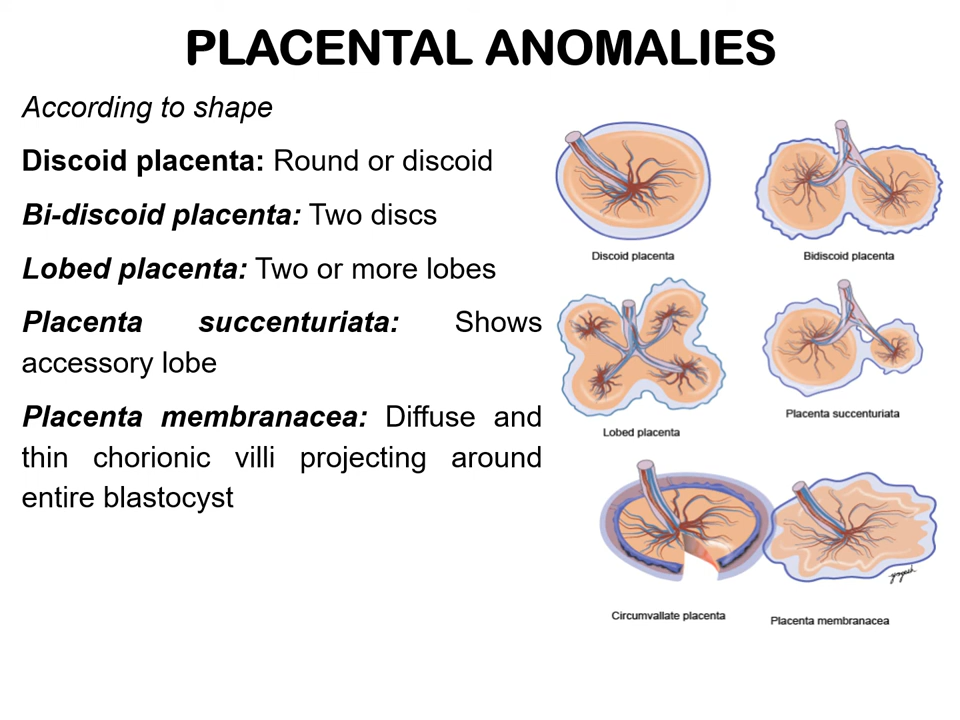 PLACENTAL ANOMALIES
According to shape
Discoid placenta: Round or discoid
Bi-discoid placenta: Two discs
Lobed placenta: Two or more lobes
Placenta succenturiata: Shows
accessory lobe
Placenta membranacea: Diffuse and
thin chorionic villi projecting around
entire blastocyst
Discoid placenta
Bidiscoid placenta
Lobed placenta
Placenta succenturiata
Circumvallate placenta
Placenta membranacea